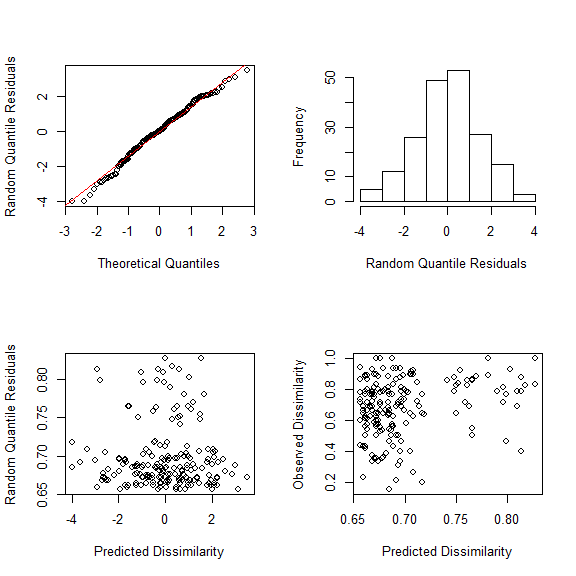 Random Quantile Residuals
-4 -2 0 2
-3 -2 -1 0 1 2 3
Theoretical Quantiles
Frequency
0 10 30 50
-4 -2 0 2 4
Random Quantile Residuals
Random Quantile Residuals
0.65 0.70 0.75 0.80
-4 -2 0 2
Predicted Dissimilarity
Observed Dissimilarity
0.2 0.4 0.6 0.8 1.0
0.65 0.70 0.75 0.80
Predicted Dissimilarity